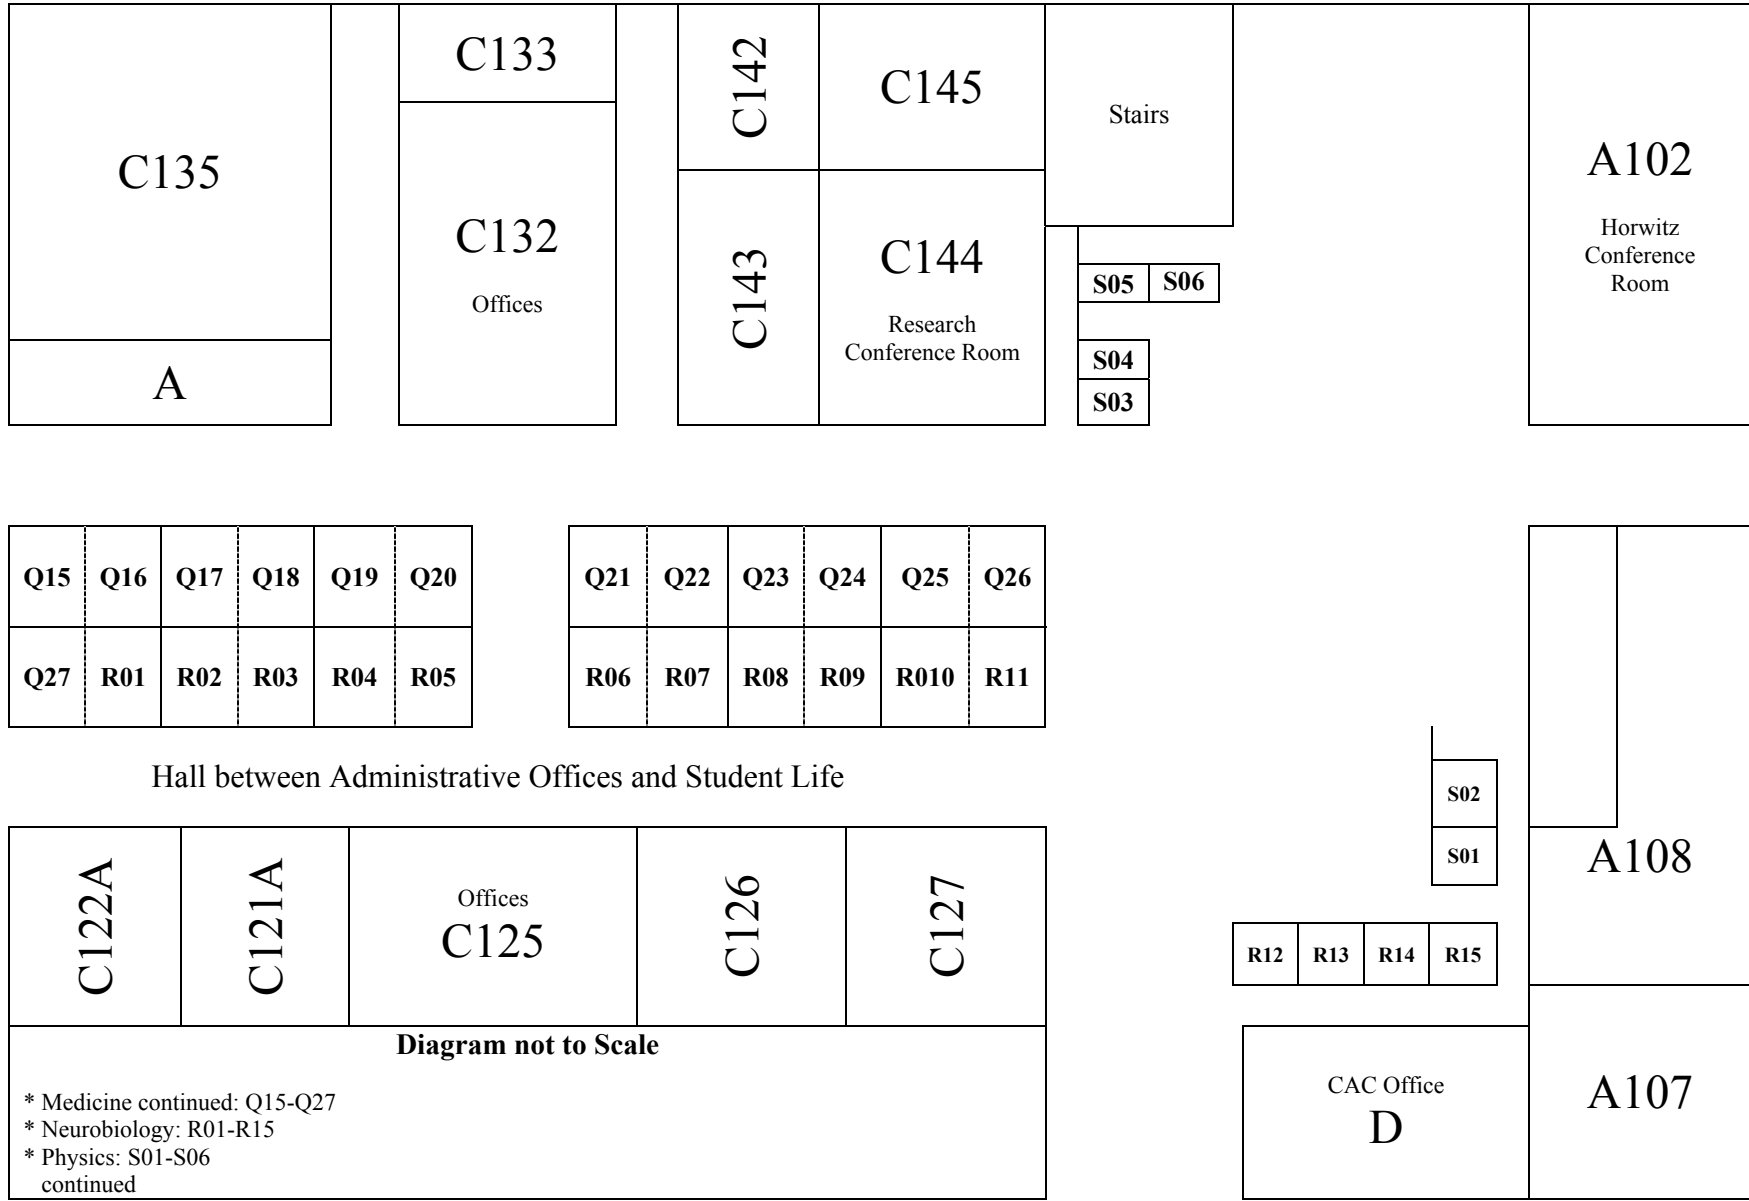 C135
A
C133
C132
Offices
C142
C143
C145
C144
Research
Conference Room
Stairs
S05 S06
S04
S03
A102
Horwitz
Conference
Room
Q15 Q16 Q17 Q18 Q19 Q20
Q27 R01 R02 R03 R04 R05
Q21 Q22 Q23 Q24 Q25 Q26
R06 R07 R08 R09 R010 R11
Hall between Administrative Offices and Student Life
S02
S01
A108
R12 R13 R14 R15
C122A
C121A
Offices
C125
C126
C127
Diagram not to Scale
* Medicine continued: Q15-Q27
* Neurobiology: R01-R15
* Physics: S01-S06
continued
CAC Office
D
A107